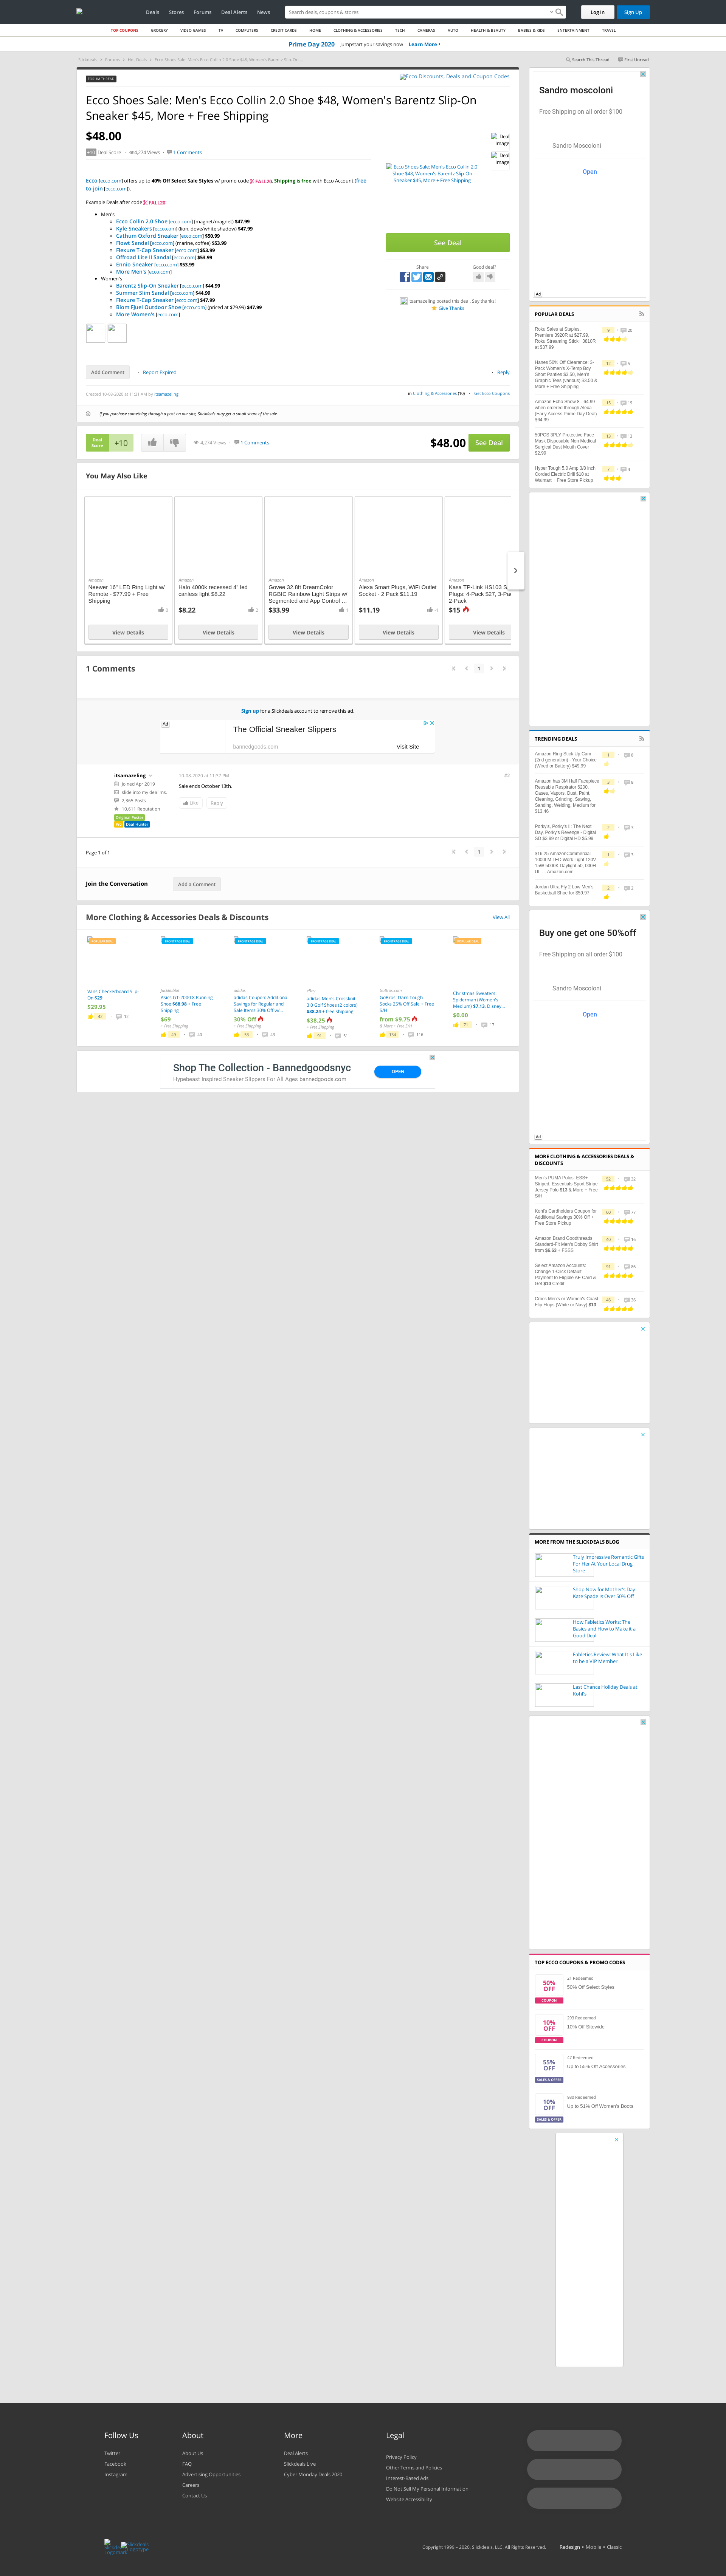 Deals Stores Forums Deal Alerts News
Search deals, coupons & stores
Log In Sign Up
TOP COUPONS GROCERY VIDEO GAMES TV COMPUTERS CREDIT CARDS HOME CLOTHING & ACCESSORIES TECH CAMERAS AUTO HEALTH & BEAUTY BABIES & KIDS ENTERTAINMENT TRAVEL
Prime Day 2020 Jumpstart your savings now Learn More ›
Slickdeals > Forums > Hot Deals > Ecco Shoes Sale: Men's Ecco Collin 2.0 Shoe $48, Women's Barentz Slip-On ...
Search This Thread First Unread
FORUM THREAD
Ecco Discounts, Deals and Coupon Codes
Ecco Shoes Sale: Men's Ecco Collin 2.0 Shoe $48, Women's Barentz Slip-On Sneaker $45, More + Free Shipping
$48.00
+10 Deal Score 4,274 Views 1 Comments
Deal Image
Deal Image
Ecco Shoes Sale: Men's Ecco Collin 2.0 Shoe $48, Women's Barentz Slip-On Sneaker $45, More + Free Shipping
Ecco [ecco.com] offers up to 40% Off Select Sale Styles w/ promo code FALL20. Shipping is free with Ecco Account (free to join [ecco.com]).
Example Deals after code FALL20:
Men's
Ecco Collin 2.0 Shoe [ecco.com] (magnet/magnet) $47.99
Kyle Sneakers [ecco.com] (lion, dove/white shadow) $47.99
Cathum Oxford Sneaker [ecco.com] $50.99
Flowt Sandal [ecco.com] (marine, coffee) $53.99
Flexure T-Cap Sneaker [ecco.com] $53.99
Offroad Lite II Sandal [ecco.com] $53.99
Ennio Sneaker [ecco.com] $53.99
More Men's [ecco.com]
Women's
Barentz Slip-On Sneaker [ecco.com] $44.99
Summer Slim Sandal [ecco.com] $44.99
Flexure T-Cap Sneaker [ecco.com] $47.99
Biom Fjuel Outdoor Shoe [ecco.com] (priced at $79.99) $47.99
More Women's [ecco.com]
See Deal
Share
Good deal?
itsamazeling posted this deal. Say thanks!
Give Thanks
Add Comment Report Expired Reply
Created 10-08-2020 at 11:31 AM by itsamazeling
in Clothing & Accessories (10) Get Ecco Coupons
If you purchase something through a post on our site, Slickdeals may get a small share of the sale.
Deal Score +10 4,274 Views 1 Comments $48.00 See Deal
You May Also Like
Amazon
Neewer 16" LED Ring Light w/ Remote - $77.99 + Free Shipping
View Details
Amazon
Halo 4000k recessed 4" led canless light $8.22
$8.22 2
View Details
Amazon
Govee 32.8ft DreamColor RGBIC Rainbow Light Strips w/ Segmented and App Control ...
$33.99
View Details
Amazon
Alexa Smart Plugs, WiFi Outlet Socket - 2 Pack $11.19
$11.19
View Details
Amazon
$15
View Details
1 Comments
1
Sign up for a Slickdeals account to remove this ad.
Ad
The Official Sneaker Slippers
bannedgoods.com
Visit Site
itsamazeling
Joined Apr 2019
slide into my deal'ms
2,365 Posts
10,611 Reputation
Original Poster
Pro Deal Hunter
10-08-2020 at 11:37 PM #2
Sale ends October 13th.
Like Reply
Page 1 of 1
1
Join the Conversation Add a Comment
More Clothing & Accessories Deals & Discounts
View All
POPULAR DEAL
Vans Checkerboard Slip-On $29
$29.95
42 12
FRONTPAGE DEAL
JackRabbit
Asics GT-2000 8 Running Shoe $68.98 + Free Shipping
$69
+ Free Shipping
49 40
FRONTPAGE DEAL
adidas
adidas Coupon: Additional Savings for Regular and Sale Items 30% Off w/...
30% Off
+ Free Shipping
53 43
FRONTPAGE DEAL
eBay
adidas Men's Crossknit 3.0 Golf Shoes (2 colors) $38.24 + free shipping
$38.25
+ Free Shipping
91 51
FRONTPAGE DEAL
GoBros.com
GoBros: Darn Tough Socks 25% Off Sale + Free S/H
from $9.75
& More + Free S/H
134 116
POPULAR DEAL
Christmas Sweaters: Spiderman (Women's Medium) $7.13, Disney...
$0.00
71 17
Shop The Collection - Bannedgoodsnyc
Hypebeast Inspired Sneaker Slippers For All Ages bannedgoods.com
OPEN
Sandro moscoloni
Free Shipping on all order $100
Sandro Moscoloni
Open
Ad
POPULAR DEALS
Roku Sales at Staples, Premiere 3920R at $27.99, Roku Streaming Stick+ 3810R at $37.99
9 20
Hanes 50% Off Clearance: 3-Pack Women's X-Temp Boy Short Panties $3.50, Men's Graphic Tees (various) $3.50 & More + Free Shipping
12 5
Amazon Echo Show 8 - 64.99 when ordered through Alexa (Early Access Prime Day Deal) $64.99
15 19
50PCS 3PLY Protective Face Mask Disposable Non Medical Surgical Dust Mouth Cover $2.99
13 13
Hyper Tough 5.0 Amp 3/8 inch Corded Electric Drill $10 at Walmart + Free Store Pickup
7 4
TRENDING DEALS
Amazon Ring Stick Up Cam (2nd generation) - Your Choice (Wired or Battery) $49.99
1 8
Amazon has 3M Half Facepiece Reusable Respirator 6200, Gases, Vapors, Dust, Paint, Cleaning, Grinding, Sawing, Sanding, Welding, Medium for $13.46
3 8
Porky's, Porky's II: The Next Day, Porky's Revenge - Digital SD $3.99 or Digital HD $5.99
2 3
$16.25 AmazonCommercial 1000LM LED Work Light 120V 15W 5000K Daylight 50, 000H UL - - Amazon.com
1 3
Jordan Ultra Fly 2 Low Men's Basketball Shoe for $59.97
2 2
Buy one get one 50%off
Free Shipping on all order $100
Sandro Moscoloni
Open
Ad
MORE CLOTHING & ACCESSORIES DEALS & DISCOUNTS
Men's PUMA Polos: ESS+ Striped, Essentials Sport Stripe Jersey Polo $13 & More + Free S/H
52 32
Kohl's Cardholders Coupon for Additional Savings 30% Off + Free Store Pickup
60 77
Amazon Brand Goodthreads Standard-Fit Men's Dobby Shirt from $6.63 + FSSS
40 16
Select Amazon Accounts: Change 1-Click Default Payment to Eligible AE Card & Get $10 Credit
91 86
Crocs Men's or Women's Coast Flip Flops (White or Navy) $13
46 36
MORE FROM THE SLICKDEALS BLOG
Truly Impressive Romantic Gifts For Her At Your Local Drug Store
Shop Now for Mother's Day: Kate Spade Is Over 50% Off
How Fabletics Works: The Basics and How to Make it a Good Deal
Fabletics Review: What It's Like to be a VIP Member
Last Chance Holiday Deals at Kohl's
TOP ECCO COUPONS & PROMO CODES
50% OFF
COUPON
21 Redeemed
50% Off Select Styles
10% OFF
COUPON
203 Redeemed
10% Off Sitewide
55% OFF
SALES & OFFER
47 Redeemed
Up to 55% Off Accessories
10% OFF
SALES & OFFER
980 Redeemed
Up to 51% Off Women's Boots
Follow Us
Twitter
Facebook
Instagram
About
About Us
FAQ
Advertising Opportunities
Careers
Contact Us
More
Deal Alerts
Slickdeals Live
Cyber Monday Deals 2020
Legal
Privacy Policy
Other Terms and Policies
Interest-Based Ads
Do Not Sell My Personal Information
Website Accessibility
Copyright 1999 - 2020. Slickdeals, LLC. All Rights Reserved. Redesign • Mobile • Classic